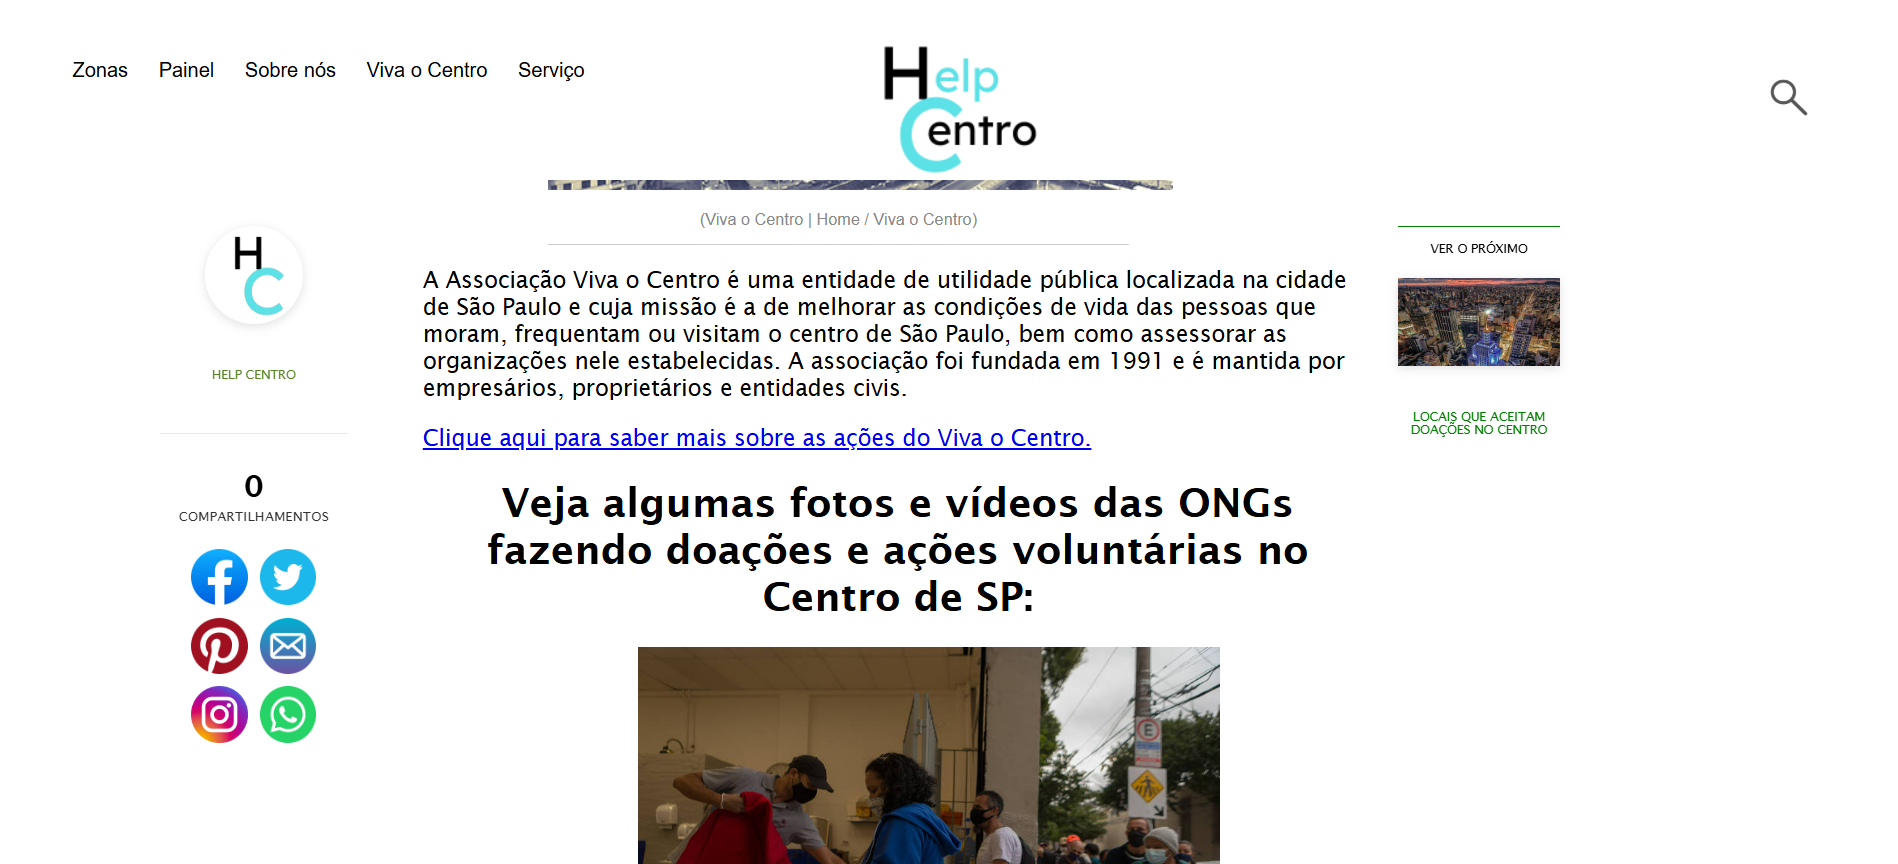 Zonas Painel Sobre nós Viva o Centro Serviço
Help
Centro
(Viva o Centro | Home / Viva o Centro)
H
C
HELP CENTRO
0
COMPARTILHAMENTOS
A Associação Viva o Centro é uma entidade de utilidade pública localizada na cidade
de São Paulo e cuja missão é a de melhorar as condições de vida das pessoas que
moram, frequentam ou visitam o centro de São Paulo, bem como assessorar as
organizações nele estabelecidas. A associação foi fundada em 1991 e é mantida por
empresários, proprietários e entidades civis.
Clique aqui para saber mais sobre as ações do Viva o Centro.
Veja algumas fotos e vídeos das ONGs
fazendo doações e ações voluntárias no
Centro de SP:
E
VER O PRÓXIMO
LOCAIS QUE ACEITAM
DOAÇÕES NO CENTRO